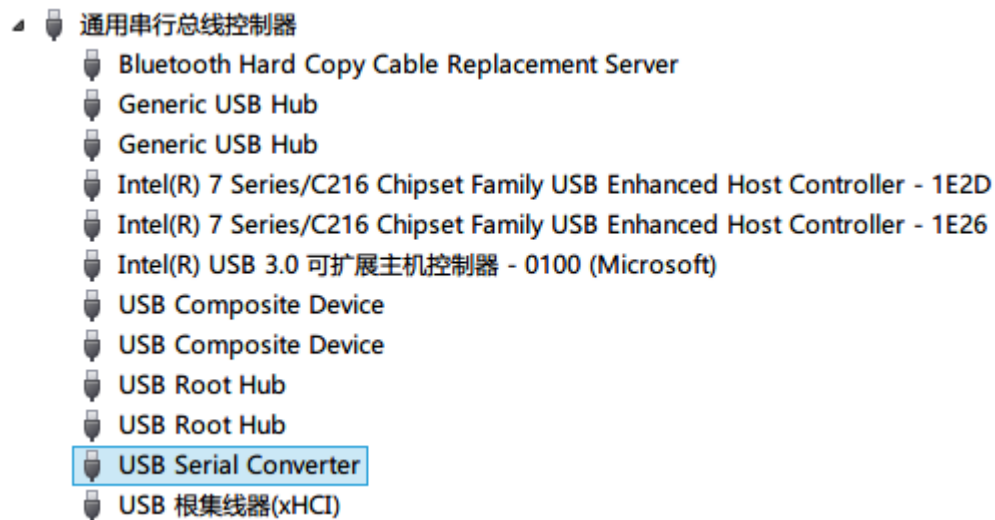 通用串行总线控制器
Bluetooth Hard Copy Cable Replacement Server
Generic USB Hub
Generic USB Hub
Intel(R) 7 Series/C216 Chipset Family USB Enhanced Host Controller - 1E2D
Intel(R) 7 Series/C216 Chipset Family USB Enhanced Host Controller - 1E26
Intel(R) USB 3.0 可扩展主机控制器 - 0100 (Microsoft)
USB Composite Device
USB Composite Device
USB Root Hub
USB Root Hub
USB Serial Converter
USB 根集线器(xHCI)